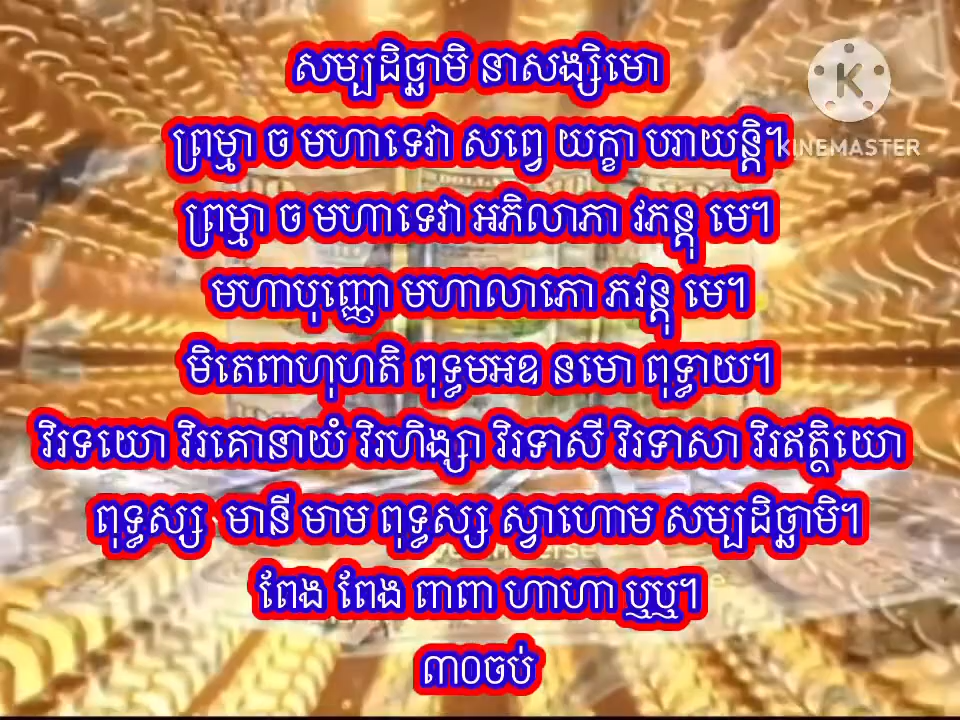 សម្បដិច្ឆាមិ នាសង្សិមោ
ព្រម្មា ច មហាទេវា សព្វេ យក្ខា បរាយន្តិ។
ព្រម្មា ច មហាទេវា អភិលាភា វភន្តុ មេ។
មហាបុញ្ញោ មហាលាភោ ភវន្តុ មេ។
មិតេពាហុហតិ ពុទ្ធមអឧ នមោ ពុទ្ធាយ។
វិរទយោ វិរគោនាយំ វិរហិង្សា វិរទាសី វិរទាសា វិរឥត្ថិយោ
ពុទ្ធស្ស មានី មាម ពុទ្ធស្ស ស្វាហោម សម្បដិច្ឆាមិ។
ពែង ពែង ពាពា ហាហា ឬឬ។
៣០ចប់
KINEMASTER